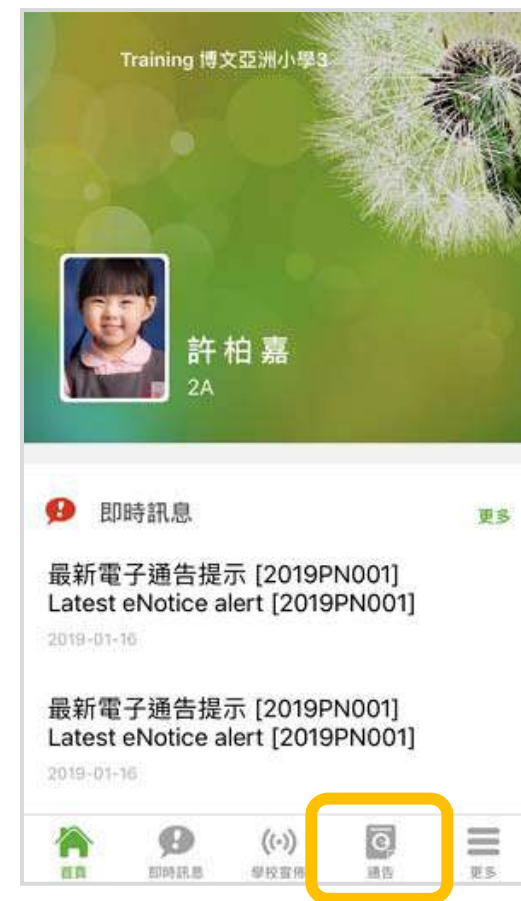 Training 博文亞洲小學3
許柏嘉
2A
即時訊息
更多
最新電子通告提示 [2019PN001]
Latest eNotice alert [2019PN001]
2019-01-16
最新電子通告提示 [2019PN001]
Latest eNotice alert [2019PN001]
2019-01-16
首頁
即時訊息
學校宣佈
通告
更多